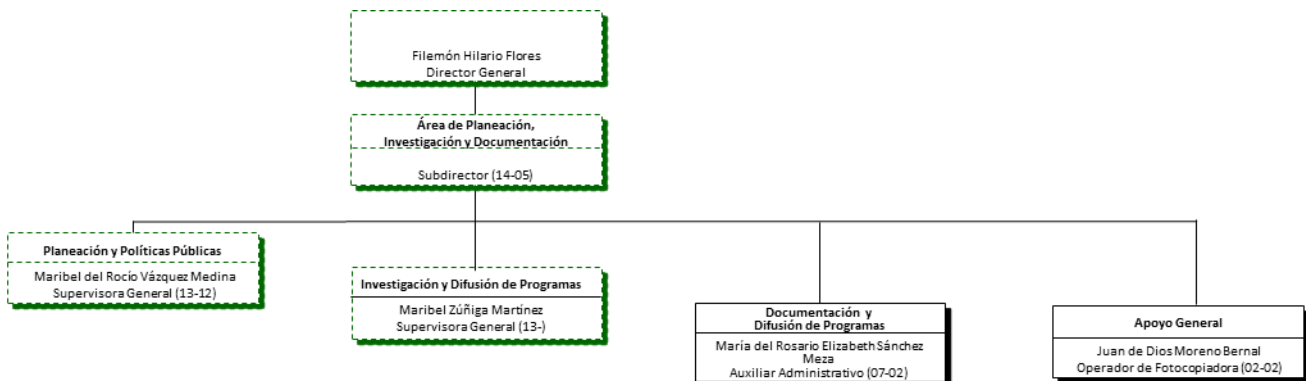 Filemón Hilario Flores
Director General
Área de Planeación,
Investigación y Documentación
Subdirector (14-05)
Planeación y Políticas Públicas
Maribel del Rocío Vázquez Medina
Supervisora General (13-12)
Investigación y Difusión de Programas
Maribel Zúñiga Martínez
Supervisora General (13-)
Documentación y
Difusión de Programas
María del Rosario Elizabeth Sánchez
Meza
Auxiliar Administrativo (07-02)
Apoyo General
Juan de Dios Moreno Bernal
Operador de Fotocopiadora (02-02)